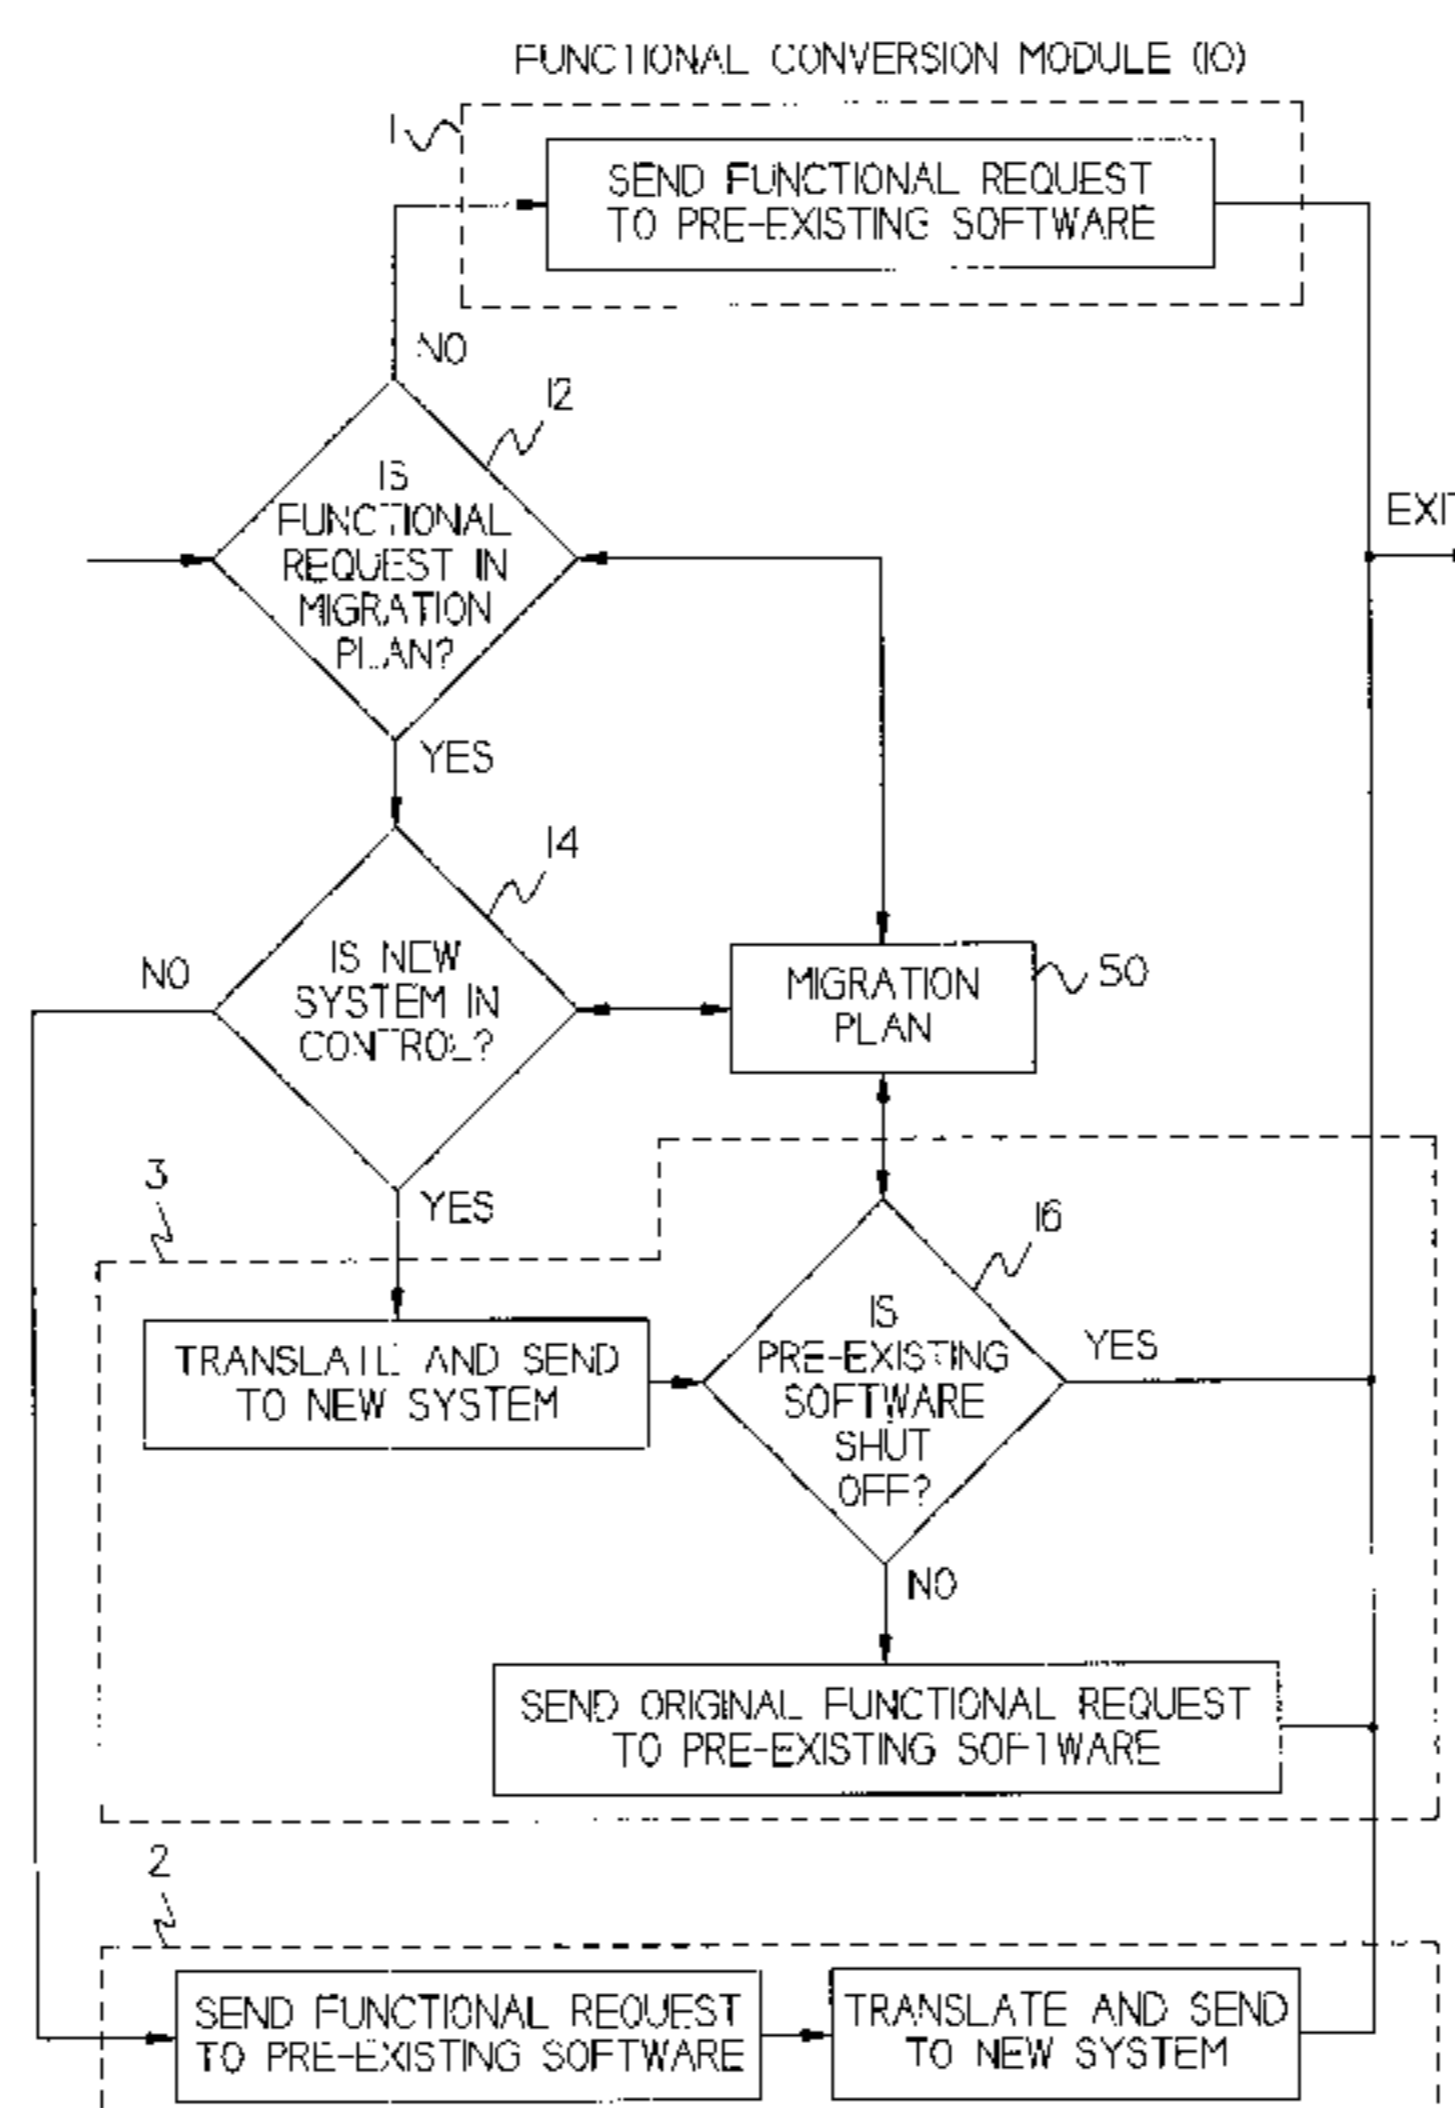 FUNCTIONAL CONVERSION MODULE (10)
1
SEND FUNCTIONAL REQUEST
TO PRE-EXISTING SOFTWARE
NO
12
IS
FUNCTIONAL
REQUEST IN
MIGRATION
PLAN?
EXIT
YES
14
IS NEW
SYSTEM IN
CONTROL?
NO
MIGRATION
PLAN
50
YES
3
16
IS
PRE-EXISTING
SOFTWARE
SHUT
OFF?
YES
TRANSLATE AND SEND
TO NEW SYSTEM
NO
SEND ORIGINAL FUNCTIONAL REQUEST
TO PRE-EXISTING SOFTWARE
2
SEND FUNCTIONAL REQUEST
TO PRE-EXISTING SOFTWARE
TRANSLATE AND SEND
TO NEW SYSTEM